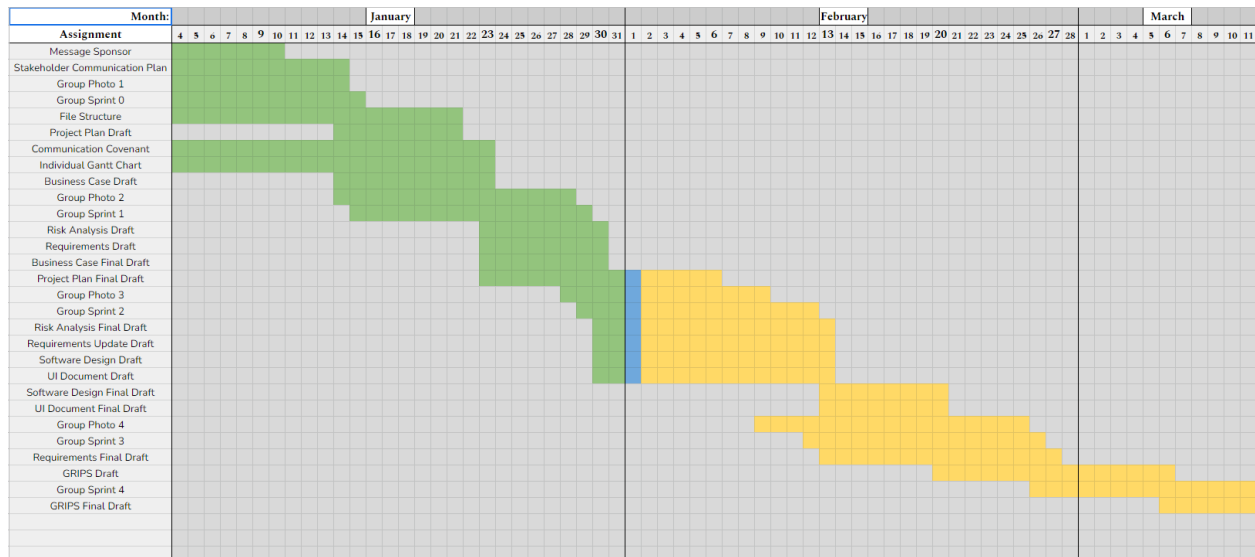 Month: January February March
Assignment 4 5 6 7 8 9 10 11 12 13 14 15 16 17 18 19 20 21 22 23 24 25 26 27 28 29 30 31 1 2 3 4 5 6 7 8 9 10 11 12 13 14 15 16 17 18 19 20 21 22 23 24 25 26 27 28 1 2 3 4 5 6 7 8 9 10 11
Message Sponsor
Stakeholder Communication Plan
Group Photo 1
Group Sprint 0
File Structure
Project Plan Draft
Communication Covenant
Individual Gantt Chart
Business Case Draft
Group Photo 2
Group Sprint 1
Risk Analysis Draft
Requirements Draft
Business Case Final Draft
Project Plan Final Draft
Group Photo 3
Group Sprint 2
Risk Analysis Final Draft
Requirements Update Draft
Software Design Draft
UI Document Draft
Software Design Final Draft
UI Document Final Draft
Group Photo 4
Group Sprint 3
Requirements Final Draft
GRIPS Draft
Group Sprint 4
GRIPS Final Draft